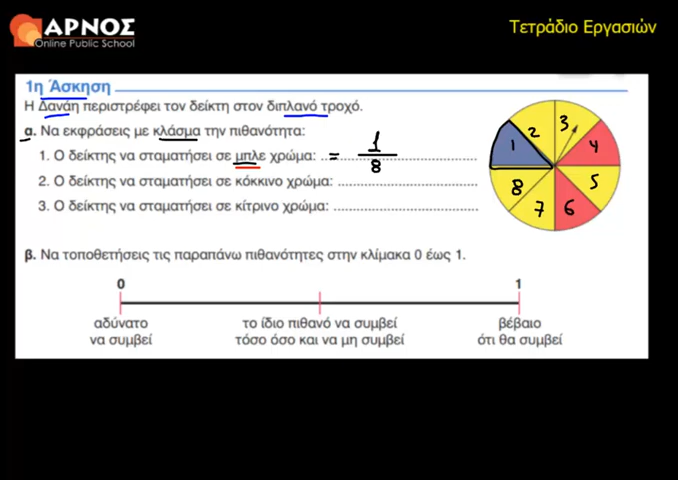 ΑΡΝΟΣ
Online Public School
Τετράδιο Εργασιών
1η Άσκηση
Η Δανάη περιστρέφει τον δείκτη στον διπλανό τροχό.
α. Να εκφράσεις με κλάσμα την πιθανότητα:
1. Ο δείκτης να σταματήσει σε μπλε χρώμα: = 1/8
2. Ο δείκτης να σταματήσει σε κόκκινο χρώμα:
3. Ο δείκτης να σταματήσει σε κίτρινο χρώμα:
1 2 3 4 5 6 7 8
β. Να τοποθετήσεις τις παραπάνω πιθανότητες στην κλίμακα 0 έως 1.
0 1
αδύνατο το ίδιο πιθανό να συμβεί βέβαιο
να συμβεί τόσο όσο και να μη συμβεί ότι θα συμβεί